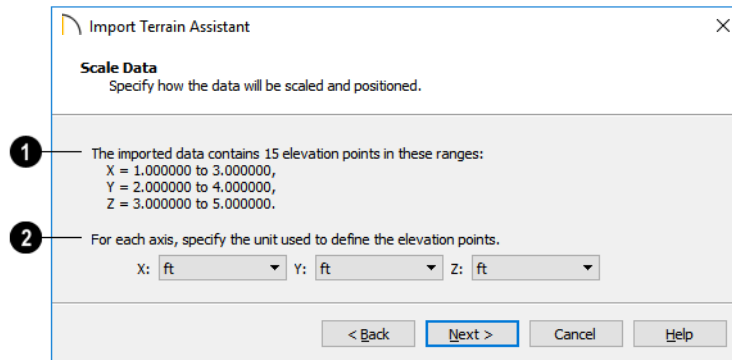 Import Terrain Assistant
Scale Data
Specify how the data will be scaled and positioned.
1
The imported data contains 15 elevation points in these ranges:
X = 1.000000 to 3.000000,
Y = 2.000000 to 4.000000,
Z = 3.000000 to 5.000000.
2
For each axis, specify the unit used to define the elevation points.
X: ft Y: ft Z: ft
< Back Next > Cancel Help